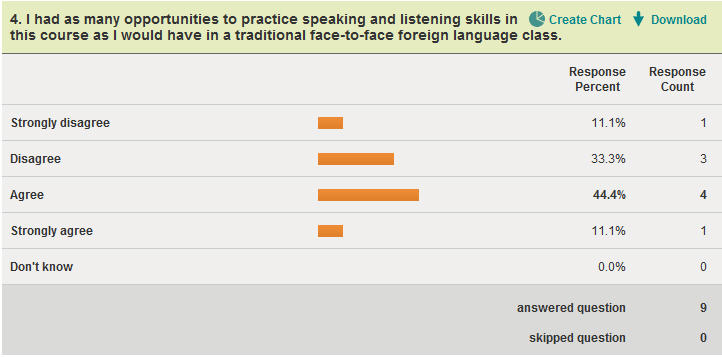 4. I had as many opportunities to practice speaking and listening skills in Create Chart Download
this course as I would have in a traditional face-to-face foreign language class.
Response Percent Response Count
Strongly disagree 11.1% 1
Disagree 33.3% 3
Agree 44.4% 4
Strongly agree 11.1% 1
Don't know 0.0% 0
answered question 9
skipped question 0